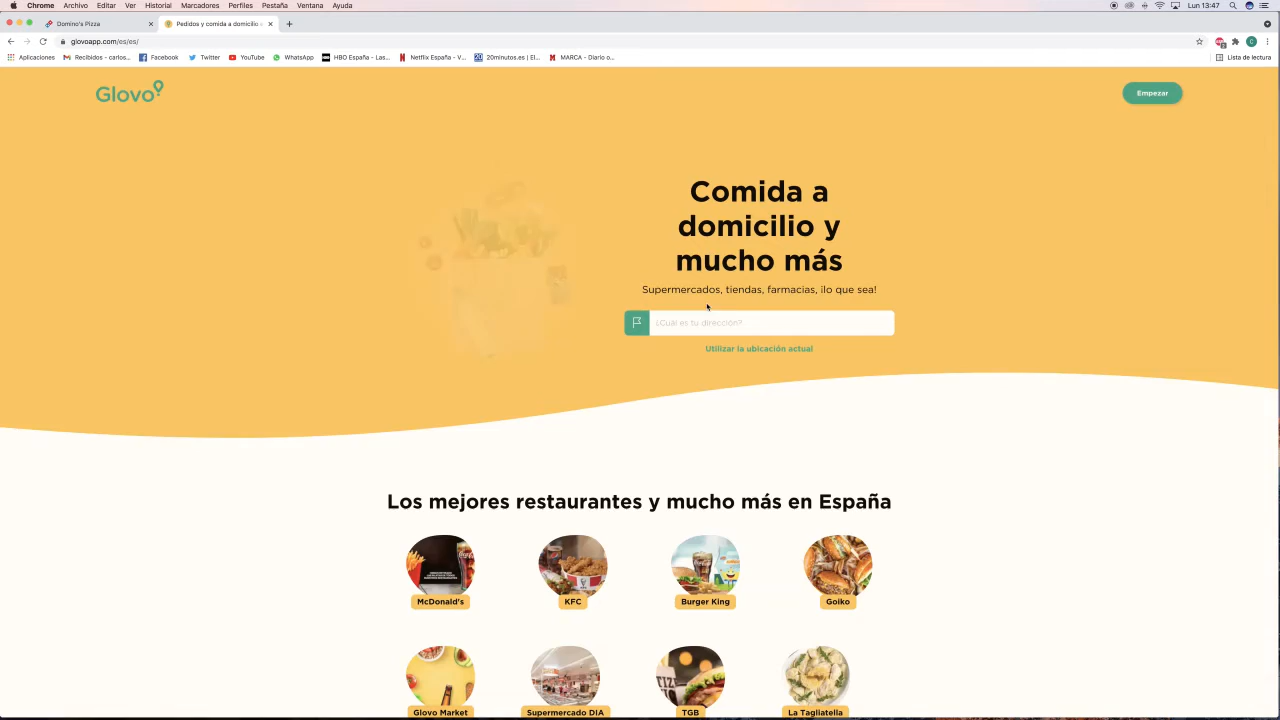 Chrome Archivo Editar Ver Historial Marcadores Perfiles Pestaña Ventana Ayuda Lun 13:47
Domino's Pizza Pedidos y comida a domicilio
glovoapp.com/es/es/
Aplicaciones Recibidos - carlos... Facebook Twitter YouTube WhatsApp HBO España - Las... Netflix España - V... 20minutos.es | El... MARCA - Diario o... Lista de lectura
Glovo
Empezar
Comida a
domicilio y
mucho más
Supermercados, tiendas, farmacias, ¡lo que sea!
¿Cuál es tu dirección?
Utilizar la ubicación actual
Los mejores restaurantes y mucho más en España
McDonald's KFC Burger King Goiko
Glovo Market Supermercado DIA TGB La Tagliatella